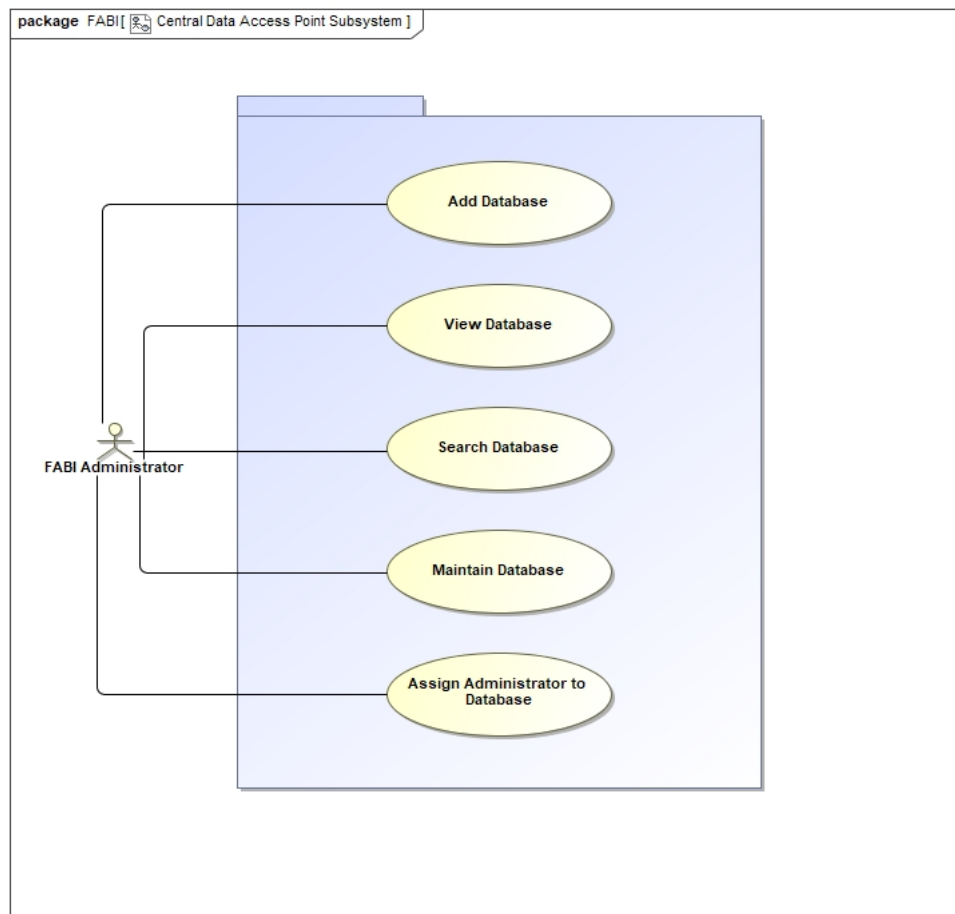 package FABI[ Central Data Access Point Subsystem ]
Add Database
View Database
Search Database
FABI Administrator
Maintain Database
Assign Administrator to
Database